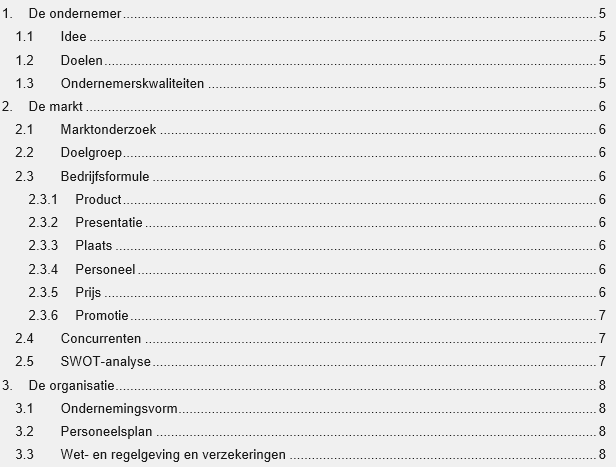 1. De ondernemer 5
1.1 Idee 5
1.2 Doelen 5
1.3 Ondernemerskwaliteiten 5
2. De markt 6
2.1 Marktonderzoek 6
2.2 Doelgroep 6
2.3 Bedrijfsformule 6
2.3.1 Product 6
2.3.2 Presentatie 6
2.3.3 Plaats 6
2.3.4 Personeel 6
2.3.5 Prijs 6
2.3.6 Promotie 7
2.4 Concurrenten 7
2.5 SWOT-analyse 7
3. De organisatie 8
3.1 Ondernemingsvorm 8
3.2 Personeelsplan 8
3.3 Wet- en regelgeving en verzekeringen 8